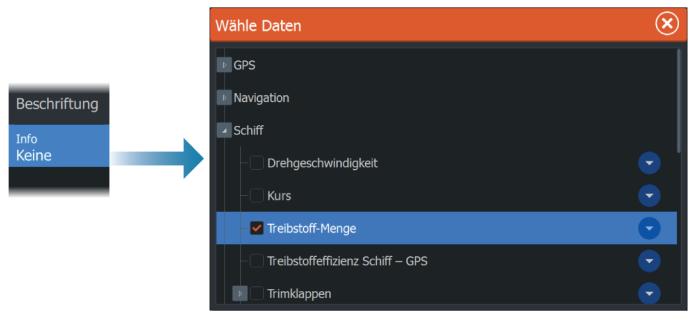 Beschriftung
Info
Keine
Wähle Daten
GPS
Navigation
Schiff
Drehgeschwindigkeit
Kurs
Treibstoff-Menge
Treibstoffeffizienz Schiff – GPS
Trimklappen